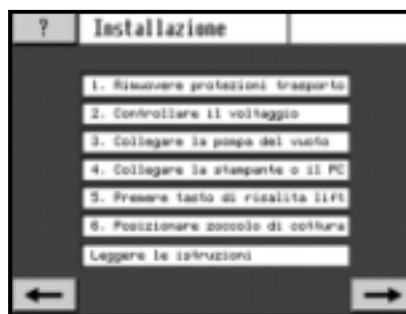 ?
Installazione
1. Rimuovere protezioni trasporto
2. Controllare il voltaggio
3. Collegare la pompa del vuoto
4. Collegare la stampante o il PC
5. Premere tasto di risalita lift
6. Posizionare zoccolo di cottura
Leggere le istruzioni